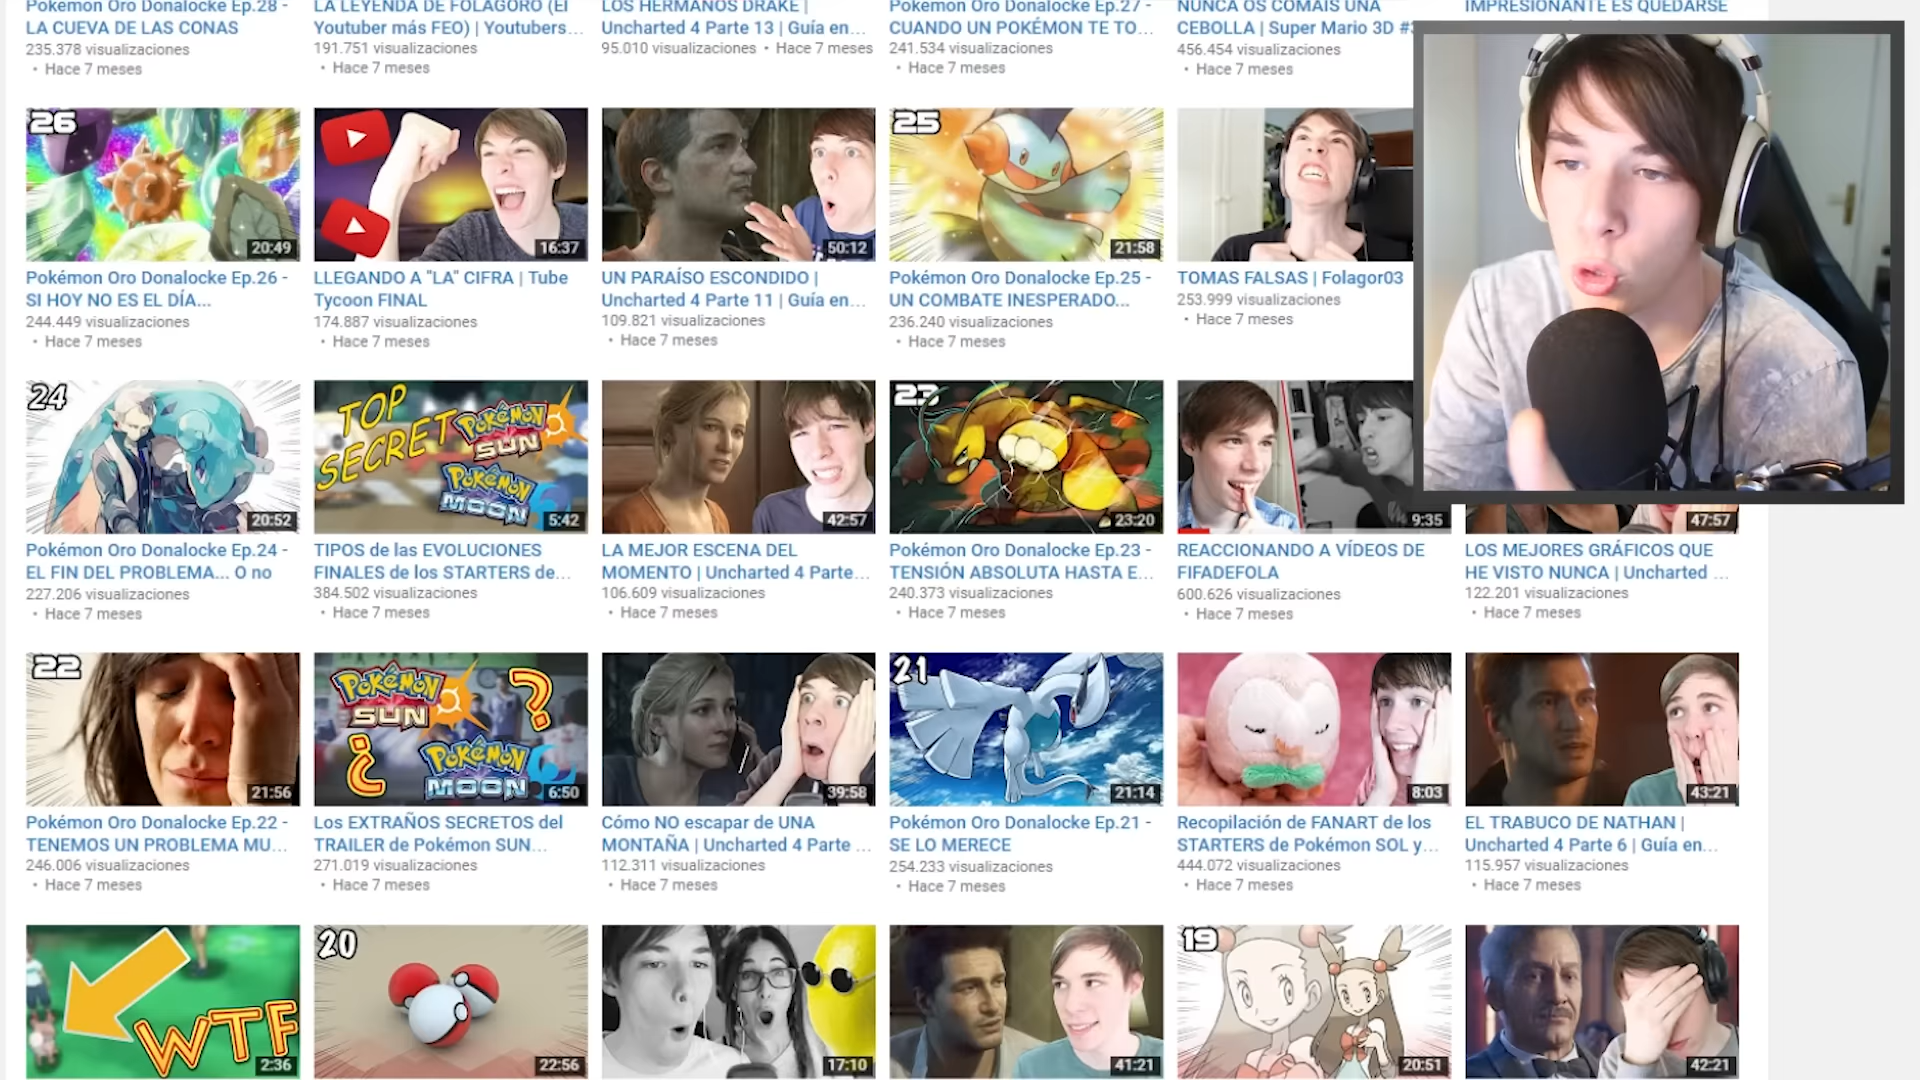 Pokémon Oro Donalocke Ep.28 -
LA CUEVA DE LAS CONAS
235.378 visualizaciones
• Hace 7 meses
LA LEYENDA DE FOLAGORO (El
Youtuber más FEO) | Youtubers…
191.751 visualizaciones
• Hace 7 meses
LOS HERMANOS DRAKE |
Uncharted 4 Parte 13 | Guía en…
95.010 visualizaciones • Hace 7 meses
Pokémon Oro Donalocke Ep.27 -
CUANDO UN POKÉMON TE TO…
241.534 visualizaciones
• Hace 7 meses
NUNCA OS COMAIS UNA
CEBOLLA | Super Mario 3D #3
456.454 visualizaciones
• Hace 7 meses
IMPRESIONANTE ES QUEDARSE
26
20:49
Pokémon Oro Donalocke Ep.26 -
SI HOY NO ES EL DÍA...
244.449 visualizaciones
• Hace 7 meses
16:37
LLEGANDO A "LA" CIFRA | Tube
Tycoon FINAL
174.887 visualizaciones
• Hace 7 meses
50:12
UN PARAÍSO ESCONDIDO |
Uncharted 4 Parte 11 | Guía en…
109.821 visualizaciones
• Hace 7 meses
25
21:58
Pokémon Oro Donalocke Ep.25 -
UN COMBATE INESPERADO...
236.240 visualizaciones
• Hace 7 meses
TOMAS FALSAS | Folagor03
253.999 visualizaciones
• Hace 7 meses
24
20:52
Pokémon Oro Donalocke Ep.24 -
EL FIN DEL PROBLEMA... O no
227.206 visualizaciones
• Hace 7 meses
TOP
SECRET
POKéMON
SUN
POKéMON
MOON
5:42
TIPOS de las EVOLUCIONES
FINALES de los STARTERS de…
384.502 visualizaciones
• Hace 7 meses
42:57
LA MEJOR ESCENA DEL
MOMENTO | Uncharted 4 Parte…
106.609 visualizaciones
• Hace 7 meses
23
23:20
Pokémon Oro Donalocke Ep.23 -
TENSIÓN ABSOLUTA HASTA E…
240.373 visualizaciones
• Hace 7 meses
9:35
REACCIONANDO A VÍDEOS DE
FIFADEFOLA
600.626 visualizaciones
• Hace 7 meses
47:57
LOS MEJORES GRÁFICOS QUE
HE VISTO NUNCA | Uncharted …
122.201 visualizaciones
• Hace 7 meses
22
21:56
Pokémon Oro Donalocke Ep.22 -
TENEMOS UN PROBLEMA MU…
246.006 visualizaciones
• Hace 7 meses
POKéMON
SUN
?
¿
POKéMON
MOON
6:50
Los EXTRAÑOS SECRETOS del
TRAILER de Pokémon SUN…
271.019 visualizaciones
• Hace 7 meses
39:58
Cómo NO escapar de UNA
MONTAÑA | Uncharted 4 Parte …
112.311 visualizaciones
• Hace 7 meses
21
21:14
Pokémon Oro Donalocke Ep.21 -
SE LO MERECE
254.233 visualizaciones
• Hace 7 meses
8:03
Recopilación de FANART de los
STARTERS de Pokémon SOL y…
444.072 visualizaciones
• Hace 7 meses
43:21
EL TRABUCO DE NATHAN |
Uncharted 4 Parte 6 | Guía en…
115.957 visualizaciones
• Hace 7 meses
WTF
2:36
20
22:56
17:10
41:21
19
20:51
42:21